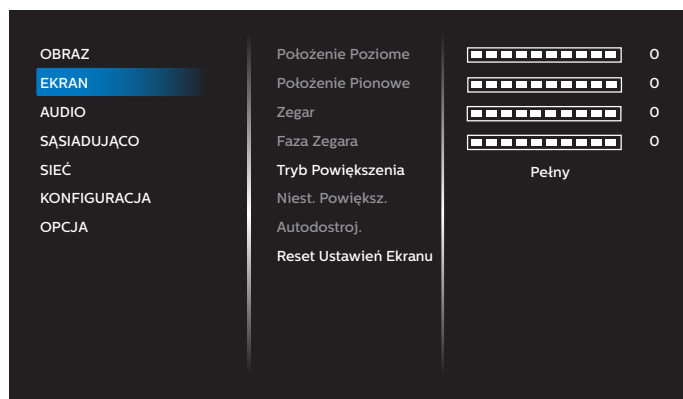 OBRAZ
EKRAN
AUDIO
SĄSIADUJĄCO
SIEĆ
KONFIGURACJA
OPCJA
Położenie Poziome 0
Położenie Pionowe 0
Zegar 0
Faza Zegara 0
Tryb Powiększenia Pełny
Niest. Powiększ.
Autodostroj.
Reset Ustawień Ekranu